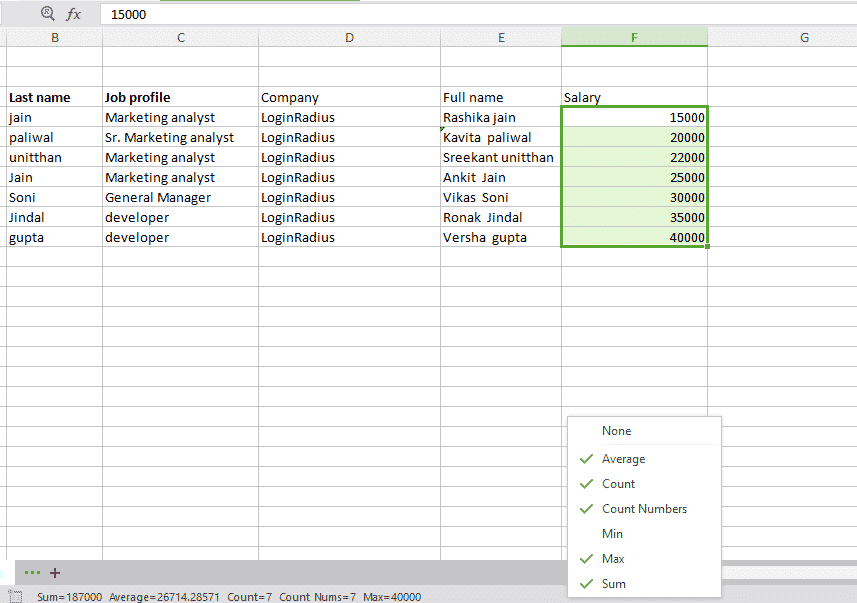 fx 15000
B C D E F G
Last name Job profile Company Full name Salary
jain Marketing analyst LoginRadius Rashika jain 15000
paliwal Sr. Marketing analyst LoginRadius Kavita paliwal 20000
unitthan Marketing analyst LoginRadius Sreekant unitthan 22000
Jain Marketing analyst LoginRadius Ankit Jain 25000
Soni General Manager LoginRadius Vikas Soni 30000
Jindal developer LoginRadius Ronak Jindal 35000
gupta developer LoginRadius Versha gupta 40000
None
Average
Count
Count Numbers
Min
Max
Sum
Sum=187000 Average=26714.28571 Count=7 Count Nums=7 Max=40000